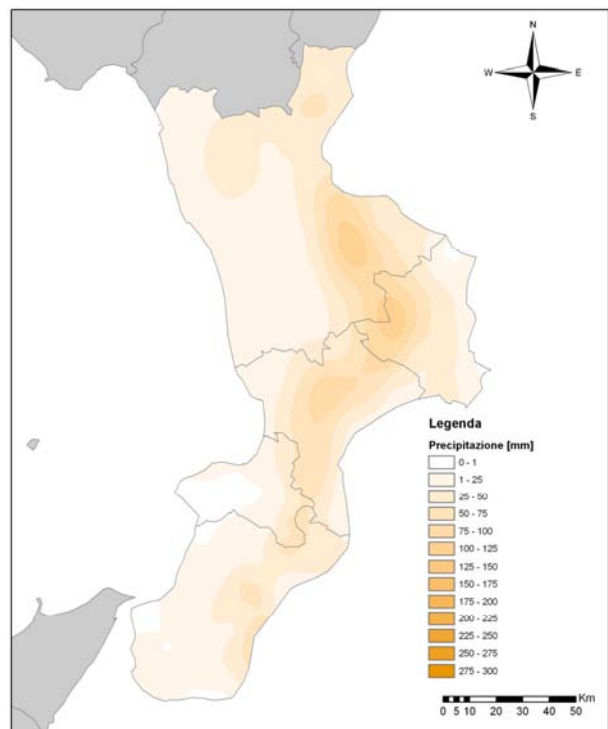 N
W E
S
Legenda
Precipitazione [mm]
0 - 1
1 - 25
25 - 50
50 - 75
75 - 100
100 - 125
125 - 150
150 - 175
175 - 200
200 - 225
225 - 250
250 - 275
275 - 300
Km
0 5 10 20 30 40 50